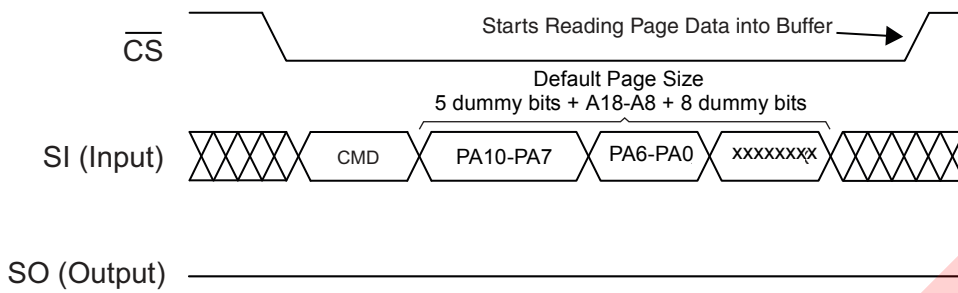 Starts Reading Page Data into Buffer
CS
Default Page Size
5 dummy bits + A18-A8 + 8 dummy bits
SI (Input)
CMD
PA10-PA7
PA6-PA0
xxxxxxxx
SO (Output)